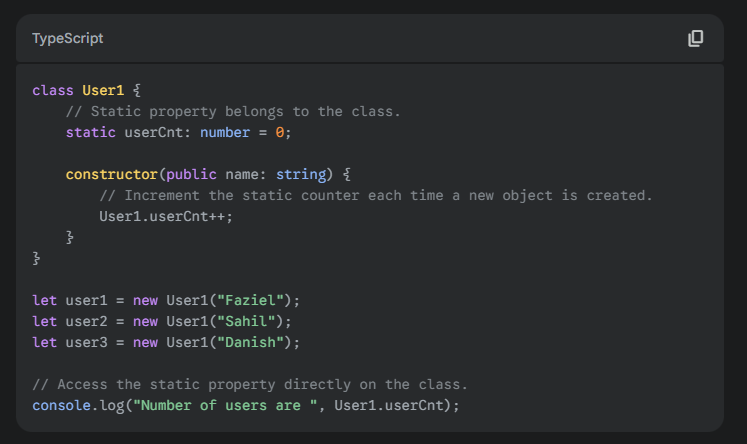 TypeScript
class User1 {
    // Static property belongs to the class.
    static userCnt: number = 0;
    constructor(public name: string) {
        // Increment the static counter each time a new object is created.
        User1.userCnt++;
    }
}
let user1 = new User1("Faziel");
let user2 = new User1("Sahil");
let user3 = new User1("Danish");
// Access the static property directly on the class.
console.log("Number of users are ", User1.userCnt);